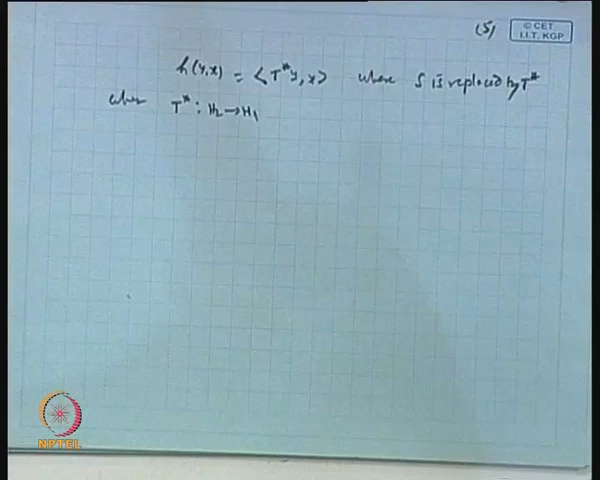 (5)
© CET
I.I.T. KGP
h(y,x) = <T*y, x> where S is replaced by T*
where T* : H₂→H₁
NPTEL